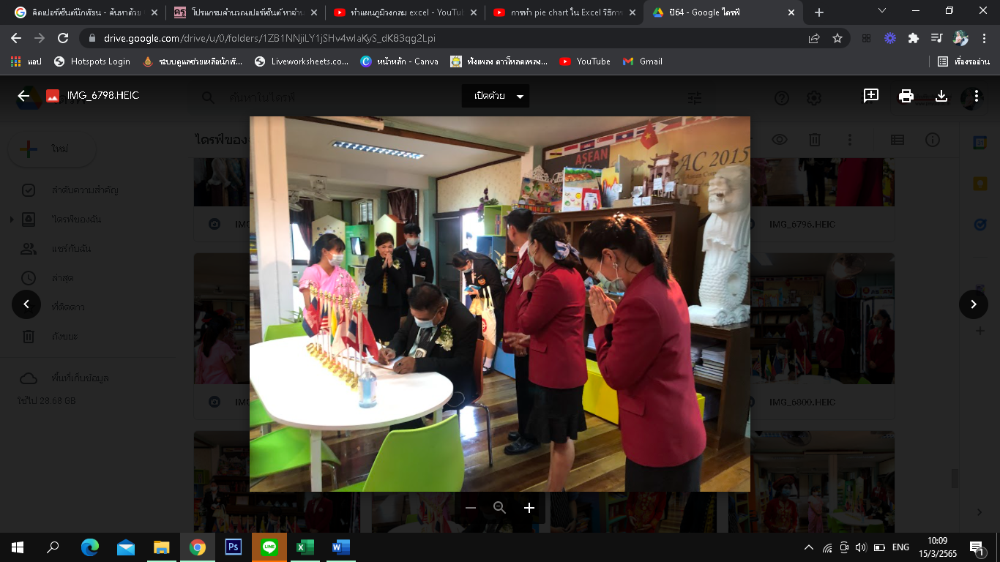 คิดเปอร์เซ็นต์นักเรียน - ค้นหาด้วย
โปรแกรมคำนวณเปอร์เซ็นต์ หาจำน
ทำแผนภูมิวงกลม excel - YouTu
การทำ pie chart ใน Excel วิธีการ
ปี64 - Google ไดรฟ์
drive.google.com/drive/u/0/folders/1ZB1NNjiLY1jSHv4wIaKyS_dK83qg2Lpi
แอป
Hotspots Login
ระบบดูแลช่วยเหลือนักเรี...
Liveworksheets.co...
หน้าหลัก - Canva
ฟังเพลง ดาวโหลดเพลง...
YouTube
Gmail
เรื่องรออ่าน
IMG_6798.HEIC
ค้นหาในไดรฟ์
เปิดด้วย
ใหม่
ไดรฟ์ของ
ลำดับความสำคัญ
ไดรฟ์ของฉัน
แชร์กับฉัน
ล่าสุด
ที่ติดดาว
ถังขยะ
พื้นที่เก็บข้อมูล
ใช้ไป 28.68 GB
ASEAN
AC 2015
IMG_6796.HEIC
IMG_6800.HEIC
ENG
10:09
15/3/2565
1